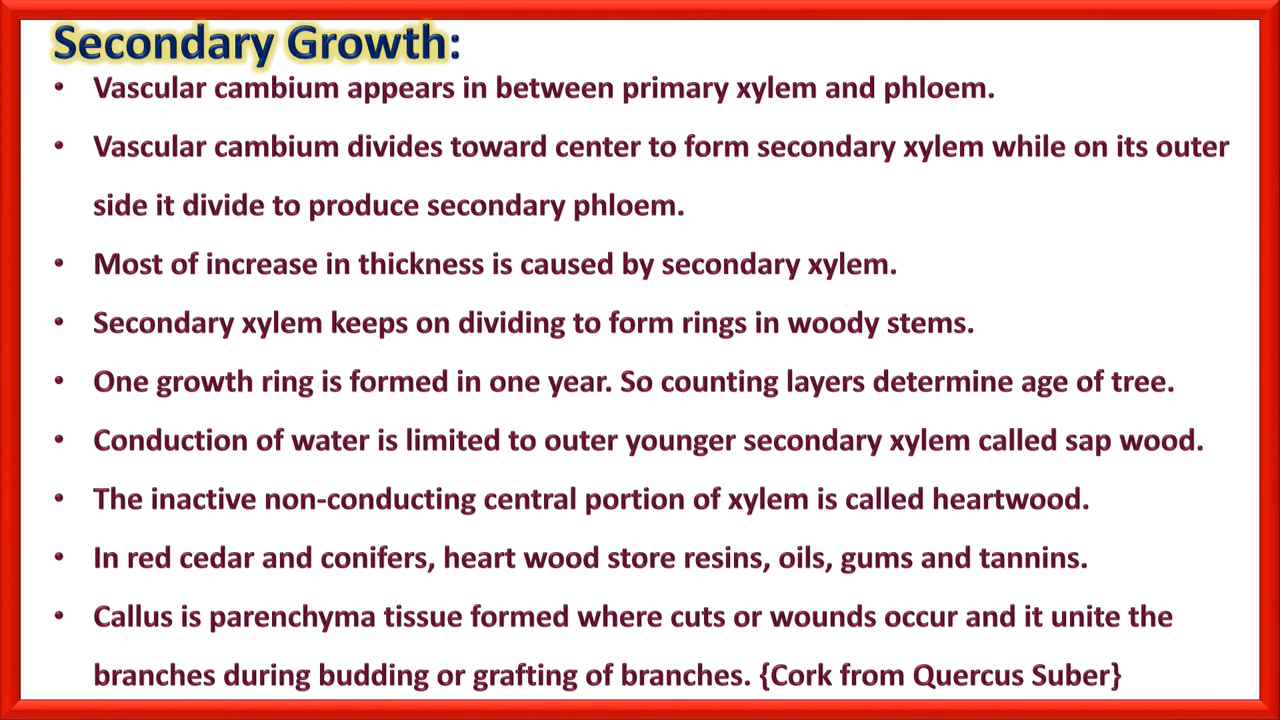 Secondary Growth:
• Vascular cambium appears in between primary xylem and phloem.
• Vascular cambium divides toward center to form secondary xylem while on its outer
side it divide to produce secondary phloem.
• Most of increase in thickness is caused by secondary xylem.
• Secondary xylem keeps on dividing to form rings in woody stems.
• One growth ring is formed in one year. So counting layers determine age of tree.
• Conduction of water is limited to outer younger secondary xylem called sap wood.
• The inactive non-conducting central portion of xylem is called heartwood.
• In red cedar and conifers, heart wood store resins, oils, gums and tannins.
• Callus is parenchyma tissue formed where cuts or wounds occur and it unite the
branches during budding or grafting of branches. {Cork from Quercus Suber}